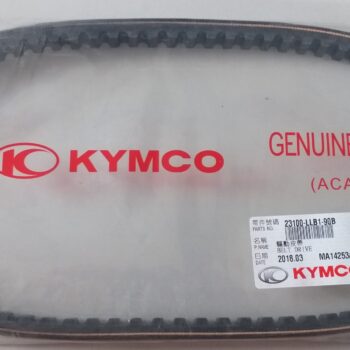 KYMCO
GENUINE
(ACA
零件號碼 23100-LLB1-90B
PARTS NO.
名稱 驅動皮帶
P.NAME BELT DRIVE
日期 2016.03 MA14253
DATE
KYMCO